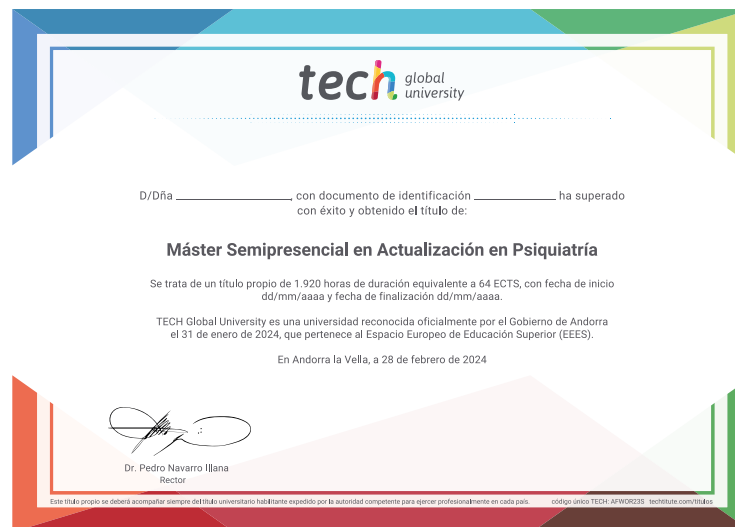 tech global
university
D/Dña ________________, con documento de identificación ____________ ha superado
con éxito y obtenido el título de:
Máster Semipresencial en Actualización en Psiquiatría
Se trata de un título propio de 1.920 horas de duración equivalente a 64 ECTS, con fecha de inicio
dd/mm/aaaa y fecha de finalización dd/mm/aaaa.
TECH Global University es una universidad reconocida oficialmente por el Gobierno de Andorra
el 31 de enero de 2024, que pertenece al Espacio Europeo de Educación Superior (EEES).
En Andorra la Vella, a 28 de febrero de 2024
Dr. Pedro Navarro Illana
Rector
Este título propio se deberá acompañar siempre del título universitario habilitante expedido por la autoridad competente para ejercer profesionalmente en cada país. código único TECH: AFWOR23S techtitute.com/titulos